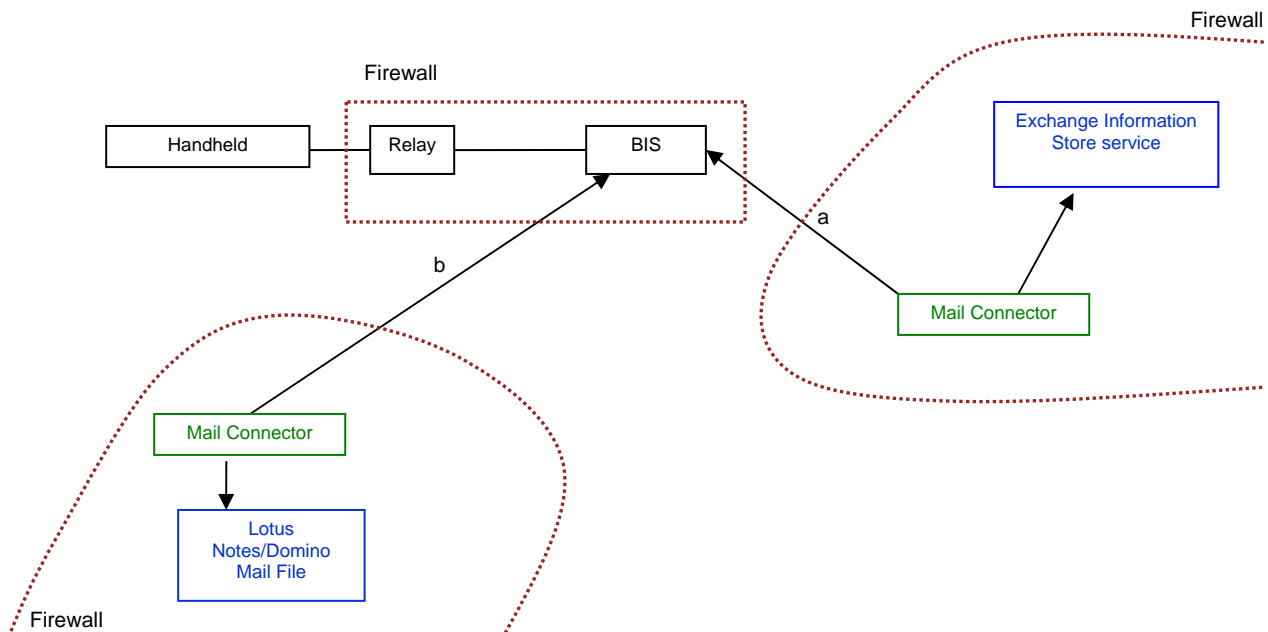 Firewall
Firewall
Exchange Information
Store service
Handheld
Relay
BIS
a
b
Mail Connector
Mail Connector
Lotus
Notes/Domino
Mail File
Firewall